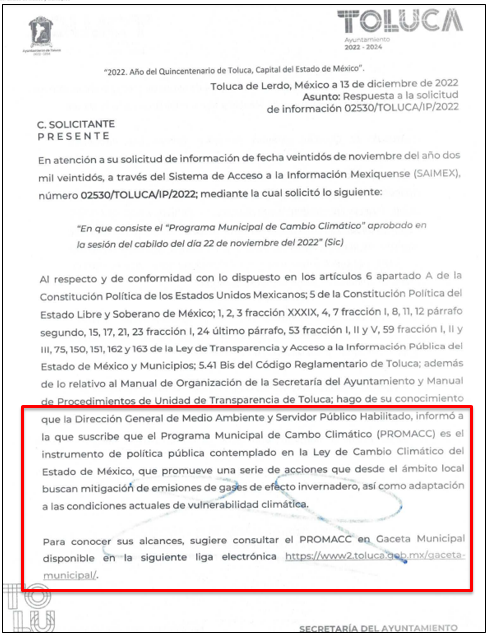 TOLUCA
Ayuntamiento
2022 - 2024
"2022. Año del Quincentenario de Toluca, Capital del Estado de México".
Toluca de Lerdo, México a 13 de diciembre de 2022
Asunto: Respuesta a la solicitud
de información 02530/TOLUCA/IP/2022
C. SOLICITANTE
P R E S E N T E
En atención a su solicitud de información de fecha veintidós de noviembre del año dos
mil veintidós, a través del Sistema de Acceso a la Información Mexiquense (SAIMEX),
número 02530/TOLUCA/IP/2022; mediante la cual solicitó lo siguiente:
"En que consiste el "Programa Municipal de Cambio Climático" aprobado en
la sesión del cabildo del día 22 de noviembre del 2022" (Sic)
Al respecto y de conformidad con lo dispuesto en los artículos 6 apartado A de la
Constitución Política de los Estados Unidos Mexicanos; 5 de la Constitución Política del
Estado Libre y Soberano de México; 1, 2, 3 fracción XXXIX, 4, 7 fracción I, 8, 11, 12 párrafo
segundo, 15, 17, 21, 23 fracción I, 24 último párrafo, 53 fracción I, II y V, 59 fracción I, II y
III, 75, 150, 151, 162 y 163 de la Ley de Transparencia y Acceso a la Información Pública del
Estado de México y Municipios; 5.41 Bis del Código Reglamentario de Toluca; además
de lo relativo al Manual de Organización de la Secretaría del Ayuntamiento y Manual
de Procedimientos de Unidad de Transparencia de Toluca; hago de su conocimiento
que la Dirección General de Medio Ambiente y Servidor Público Habilitado, informó a
la que suscribe que el Programa Municipal de Cambo Climático (PROMACC) es el
instrumento de política pública contemplado en la Ley de Cambio Climático del
Estado de México, que promueve una serie de acciones que desde el ámbito local
buscan mitigación de emisiones de gases de efecto invernadero, así como adaptación
a las condiciones actuales de vulnerabilidad climática.
Para conocer sus alcances, sugiere consultar el PROMACC en Gaceta Municipal
disponible en la siguiente liga electrónica https://www2.toluca.gob.mx/gaceta-
municipal/.
TO
LU
SECRETARÍA DEL AYUNTAMIENTO